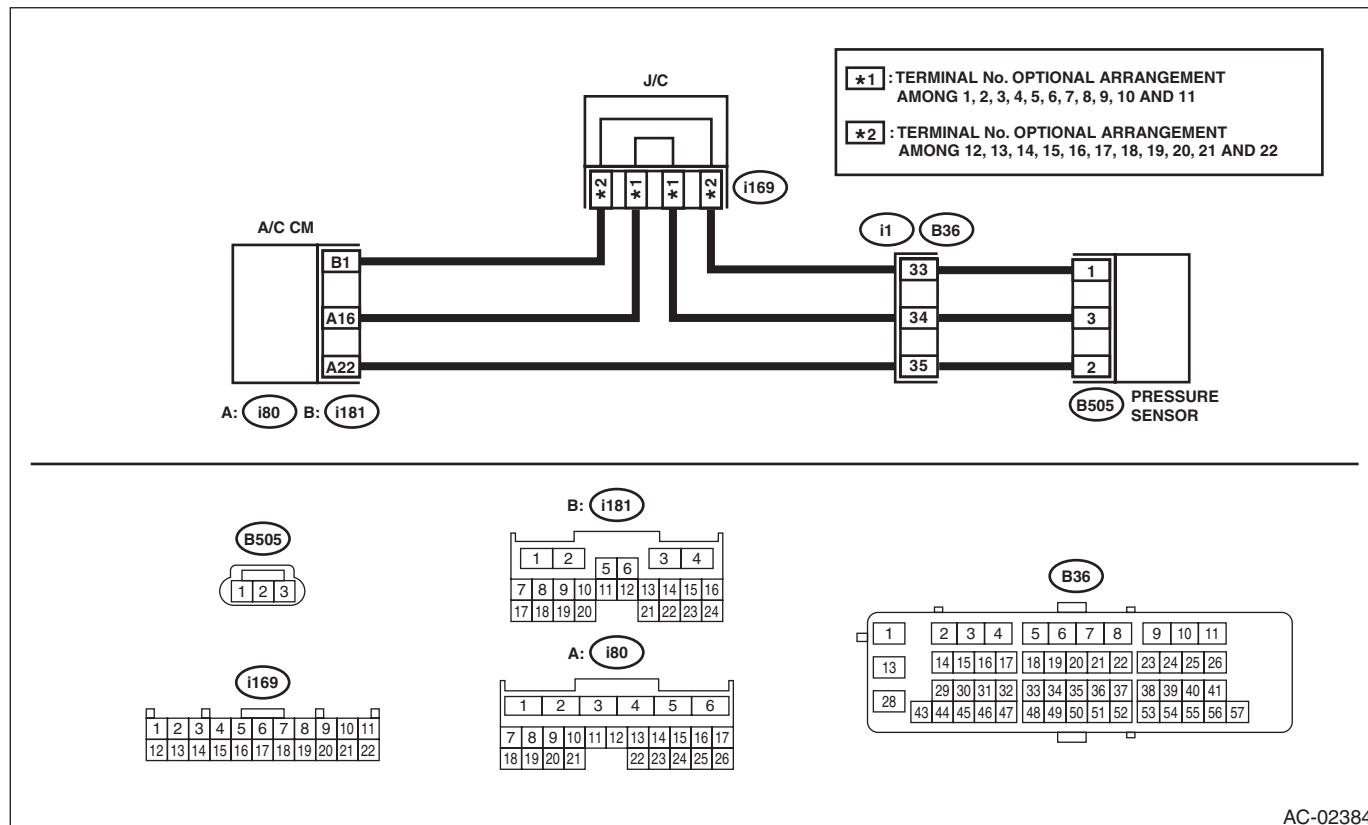 J/C
*1 : TERMINAL No. OPTIONAL ARRANGEMENT
AMONG 1, 2, 3, 4, 5, 6, 7, 8, 9, 10 AND 11
*2 : TERMINAL No. OPTIONAL ARRANGEMENT
AMONG 12, 13, 14, 15, 16, 17, 18, 19, 20, 21 AND 22
*2 *1 *1 *2 i169
A/C CM
i1 B36
B1 33 1
A16 34 3
A22 35 2
A: i80 B: i181
B505 PRESSURE
SENSOR
B505
1 2 3
i169
1 2 3 4 5 6 7 8 9 10 11
12 13 14 15 16 17 18 19 20 21 22
B: i181
1 2 3 4
5 6
7 8 9 10 11 12 13 14 15 16
17 18 19 20 21 22 23 24
A: i80
1 2 3 4 5 6
7 8 9 10 11 12 13 14 15 16 17
18 19 20 21 22 23 24 25 26
B36
1 2 3 4 5 6 7 8 9 10 11
13 14 15 16 17 18 19 20 21 22 23 24 25 26
28 29 30 31 32 33 34 35 36 37 38 39 40 41
43 44 45 46 47 48 49 50 51 52 53 54 55 56 57
AC-02384